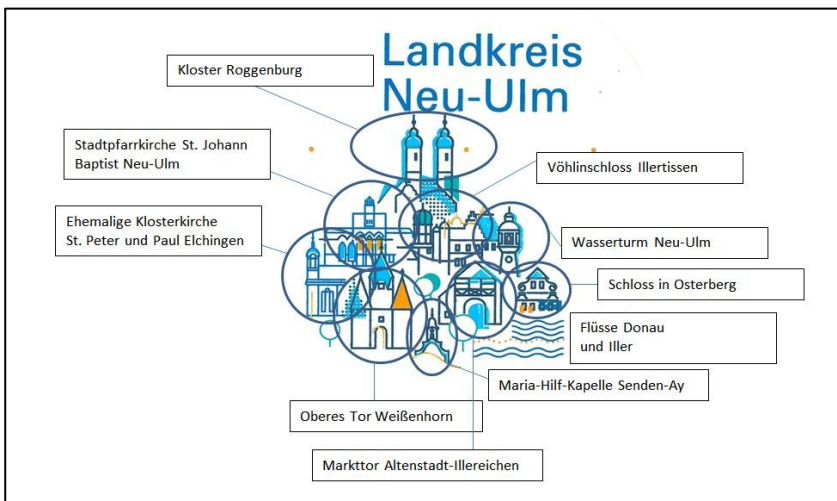 Landkreis
Neu-Ulm
Kloster Roggenburg
Stadtpfarrkirche St. Johann
Baptist Neu-Ulm
Vöhlinschloss Illertissen
Ehemalige Klosterkirche
St. Peter und Paul Elchingen
Wasserturm Neu-Ulm
Schloss in Osterberg
Flüsse Donau
und Iller
Maria-Hilf-Kapelle Senden-Ay
Oberes Tor Weißenhorn
Markttor Altenstadt-Illereichen